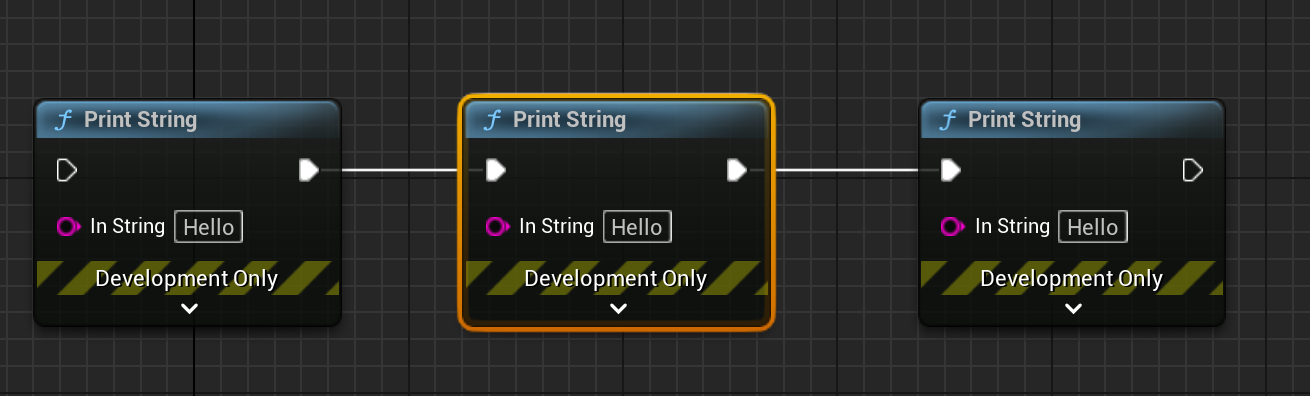 f Print String
In String Hello
Development Only
f Print String
In String Hello
Development Only
f Print String
In String Hello
Development Only